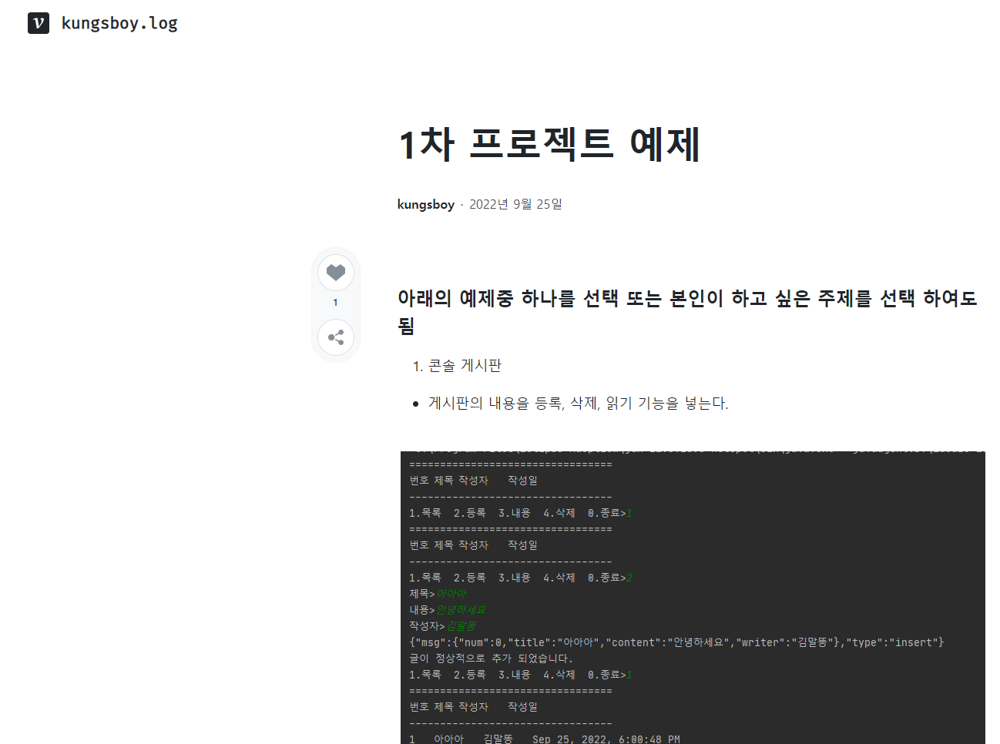 v kungsboy.log
1차 프로젝트 예제
kungsboy · 2022년 9월 25일
1
아래의 예제중 하나를 선택 또는 본인이 하고 싶은 주제를 선택 하여도
됨
1. 콘솔 게시판
• 게시판의 내용을 등록, 삭제, 읽기 기능을 넣는다.
=================================
번호 제목 작성자 작성일
---------------------------------
1.목록 2.등록 3.내용 4.삭제 0.종료>1
=================================
번호 제목 작성자 작성일
---------------------------------
1.목록 2.등록 3.내용 4.삭제 0.종료>2
제목>아아아
내용>안녕하세요
작성자>김말똥
{"msg":{"num":0,"title":"아아아","content":"안녕하세요","writer":"김말똥"},"type":"insert"}
글이 정상적으로 추가 되었습니다.
1.목록 2.등록 3.내용 4.삭제 0.종료>1
=================================
번호 제목 작성자 작성일
---------------------------------
1 아아아 김말똥 Sep 25, 2022, 6:00:48 PM